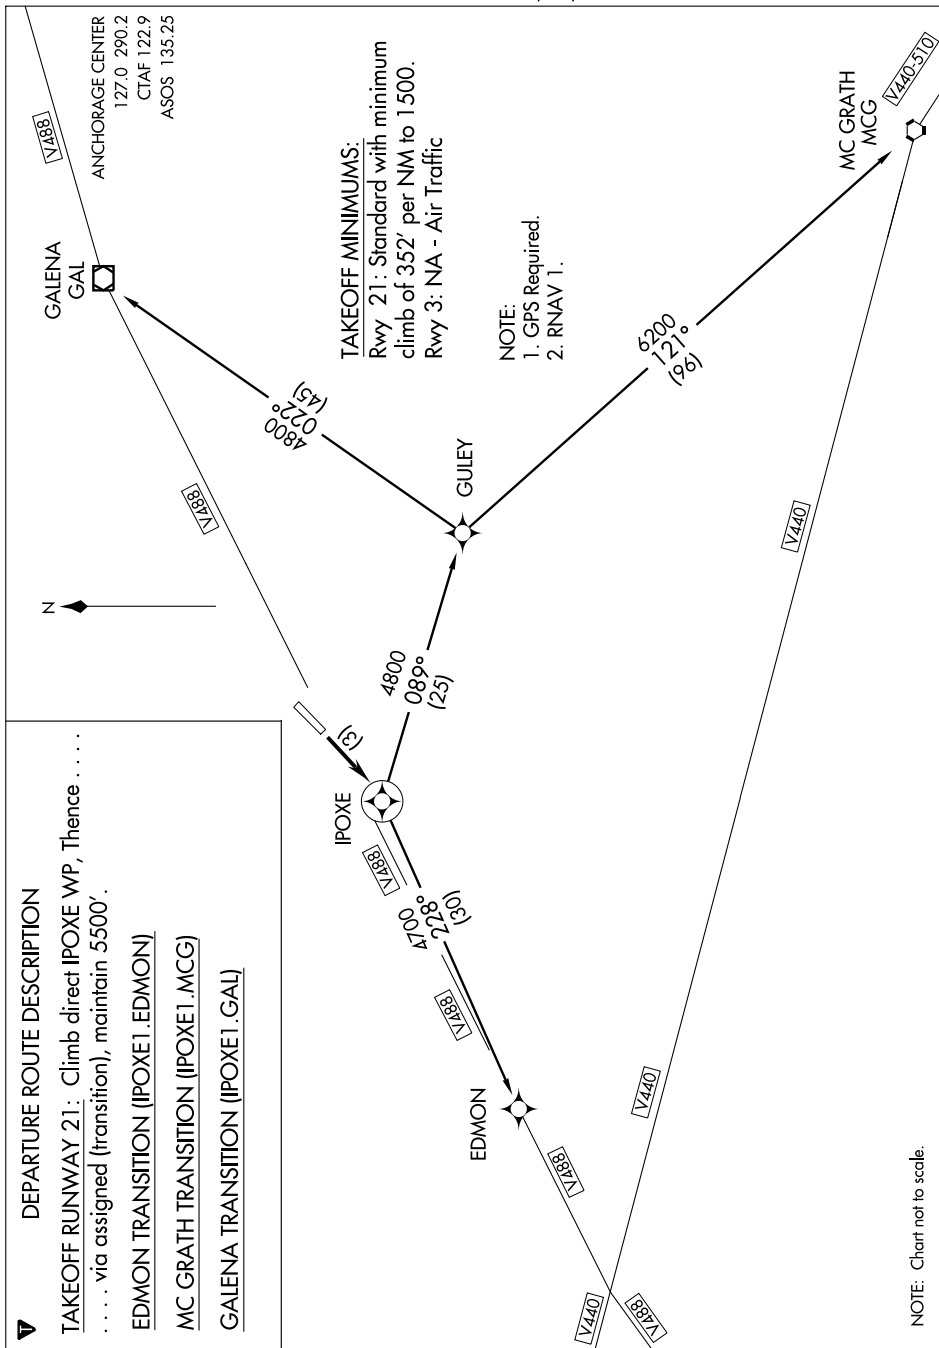 DEPARTURE ROUTE DESCRIPTION
TAKEOFF RUNWAY 21: Climb direct IPOXE WP, Thence . . . .
. . . . via assigned (transition), maintain 5500'.
EDMON TRANSITION (IPOXE1.EDMON)
MC GRATH TRANSITION (IPOXE1.MCG)
GALENA TRANSITION (IPOXE1.GAL)
N
GALENA
GAL
V488
ANCHORAGE CENTER
127.0 290.2
CTAF 122.9
ASOS 135.25
V488
4800
022°
(45)
TAKEOFF MINIMUMS:
Rwy 21: Standard with minimum
climb of 352' per NM to 1500.
Rwy 3: NA - Air Traffic
NOTE:
1. GPS Required.
2. RNAV 1.
(3)
IPOXE
V488
4700
228°
(30)
V488
4800
089°
(25)
GULEY
EDMON
V488
6200
121°
(96)
MC GRATH
MCG
V440-510
V440
V440
V440
V488
NOTE: Chart not to scale.
T